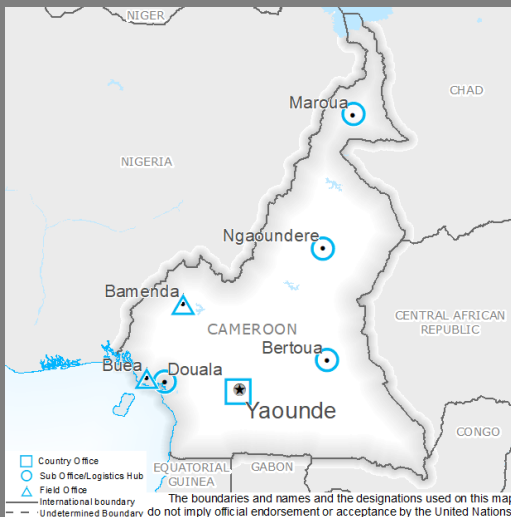 NIGER
CHAD
Maroua
NIGERIA
Ngaoundere
Bamenda
CAMEROON
CENTRAL AFRICAN
REPUBLIC
Bertoua
Buea
Douala
Yaounde
CONGO
EQUATORIAL
GUINEA
GABON
Country Office
Sub Office/Logistics Hub
Field Office
International boundary
Undetermined Boundary
The boundaries and names and the designations used on this map
do not imply official endorsement or acceptance by the United Nations